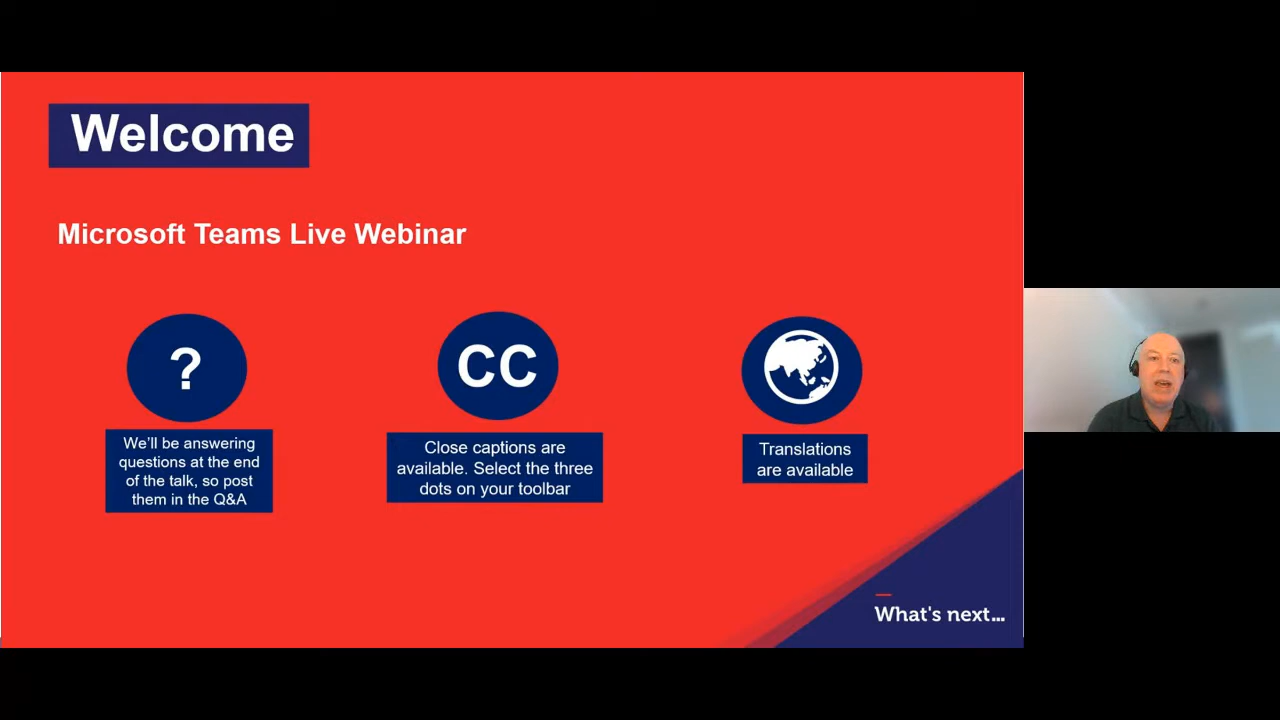 Welcome
Microsoft Teams Live Webinar
?
We'll be answering
questions at the end
of the talk, so post
them in the Q&A
CC
Close captions are
available. Select the three
dots on your toolbar
Translations
are available
What's next...